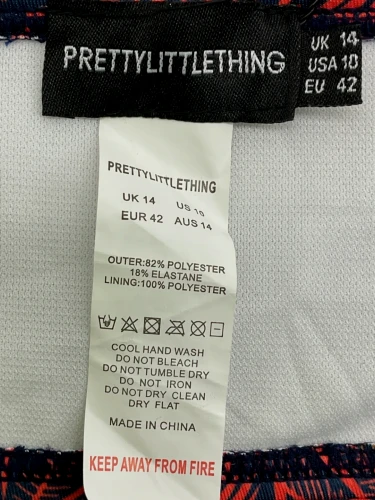 PRETTYLITTLETHING
UK 14
USA 10
EU 42
PRETTYLITTLETHING
UK 14 US 10
EUR 42 AUS 14
OUTER:82% POLYESTER
18% ELASTANE
LINING:100% POLYESTER
COOL HAND WASH
DO NOT BLEACH
DO NOT TUMBLE DRY
DO NOT IRON
DO NOT DRY CLEAN
DRY FLAT
MADE IN CHINA
KEEP AWAY FROM FIRE